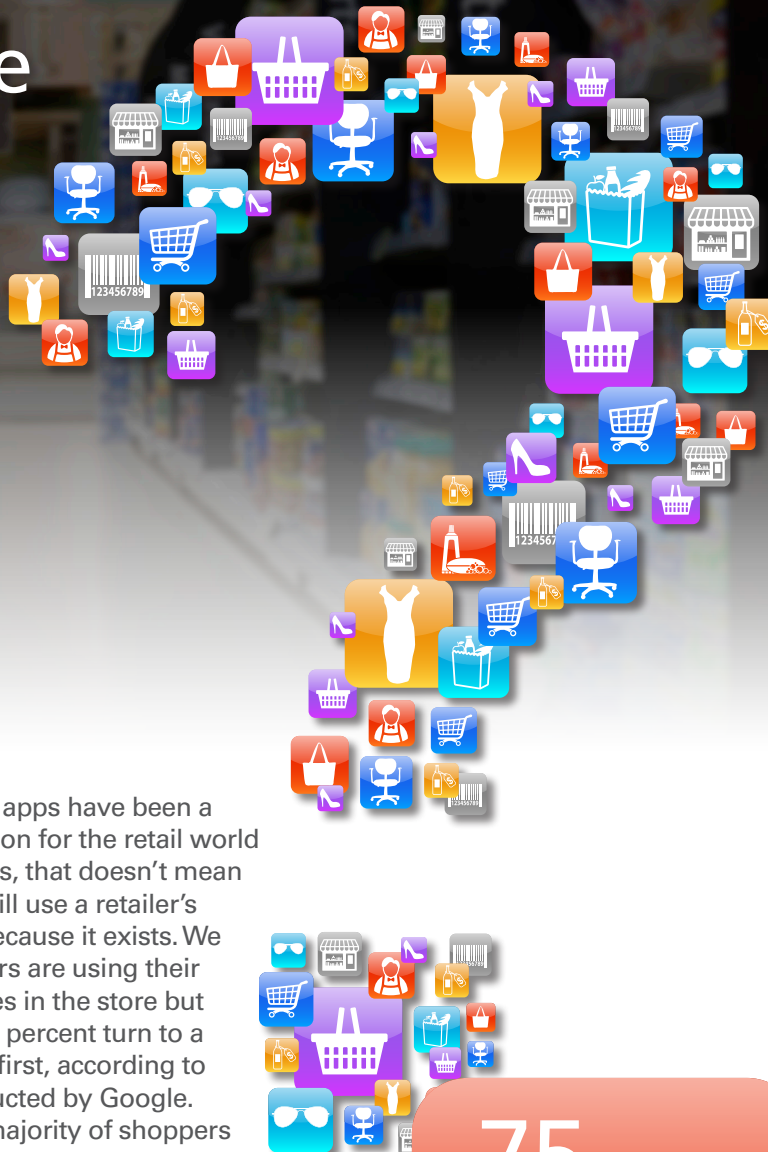 e
123456789
123456
apps have been a
on for the retail world
s, that doesn’t mean
ill use a retailer’s
ecause it exists. We
rs are using their
es in the store but
percent turn to a
first, according to
ucted by Google.
majority of shoppers
75